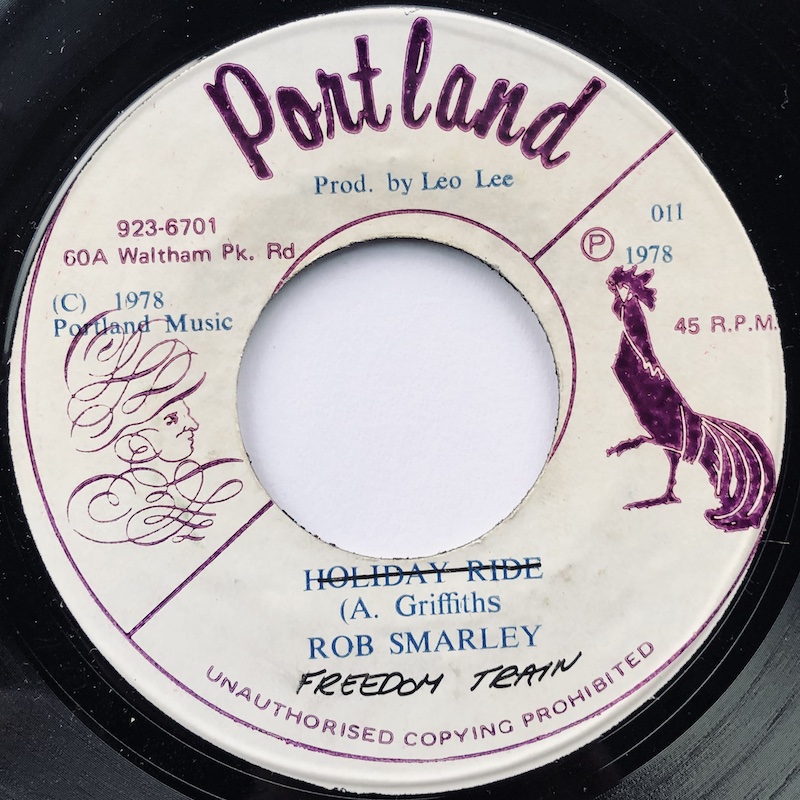 Portland
Prod. by Leo Lee
923-6701
60A Waltham Pk. Rd
(C) 1978
Portland Music
011
Ⓟ 1978
45 R.P.M.
HOLIDAY RIDE
(A. Griffiths
ROB SMARLEY
FREEDOM TRAIN
UNAUTHORISED COPYING PROHIBITED